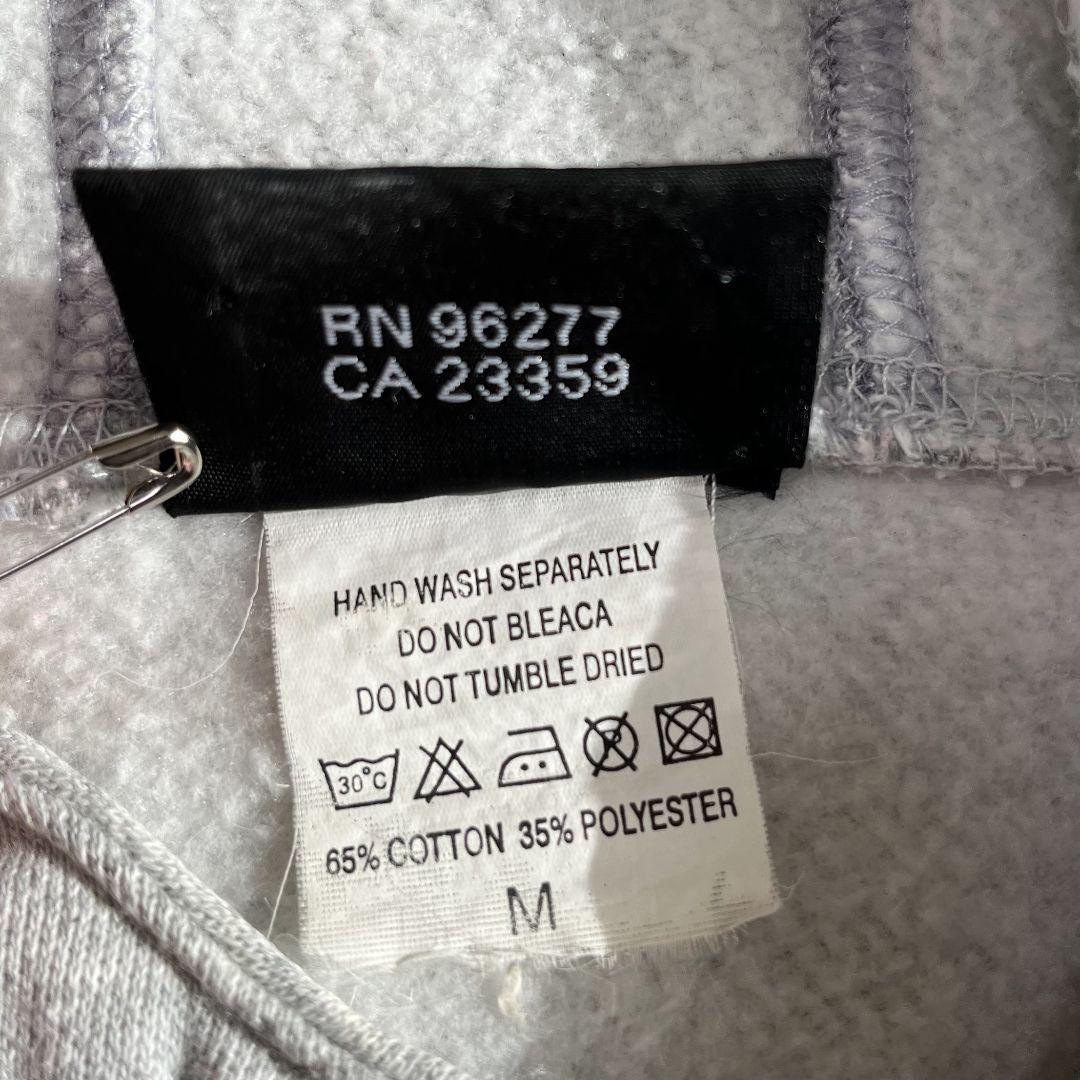 RN 96277
CA 23359
HAND WASH SEPARATELY
DO NOT BLEACA
DO NOT TUMBLE DRIED
30°C P
65% COTTON 35% POLYESTER
M